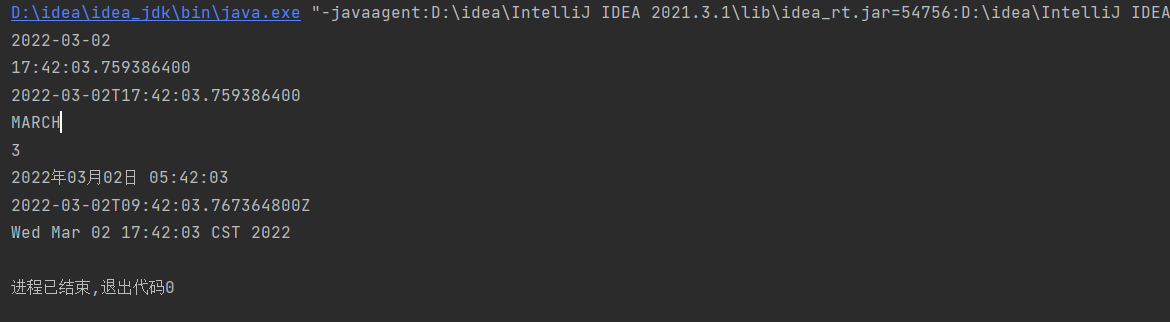 D:\idea\idea_jdk\bin\java.exe "-javaagent:D:\idea\IntelliJ IDEA 2021.3.1\lib\idea_rt.jar=54756:D:\idea\IntelliJ IDEA
2022-03-02
17:42:03.759386400
2022-03-02T17:42:03.759386400
MARCH
3
2022年03月02日 05:42:03
2022-03-02T09:42:03.767364800Z
Wed Mar 02 17:42:03 CST 2022
进程已结束,退出代码0